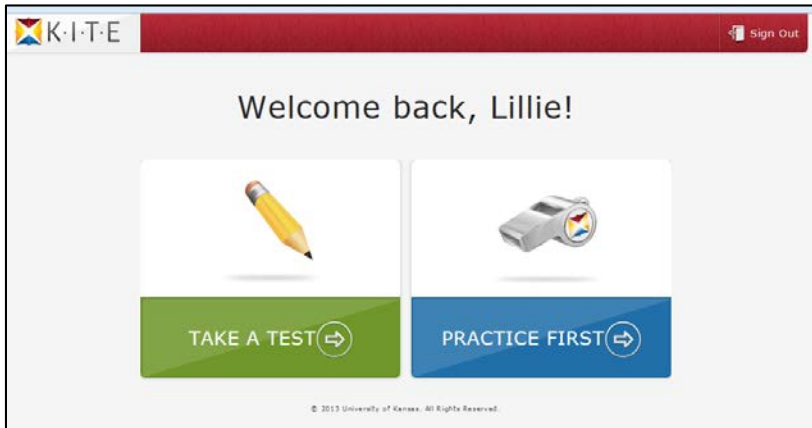 K·I·T·E
Sign Out
Welcome back, Lillie!
TAKE A TEST
PRACTICE FIRST
© 2013 University of Kansas. All Rights Reserved.